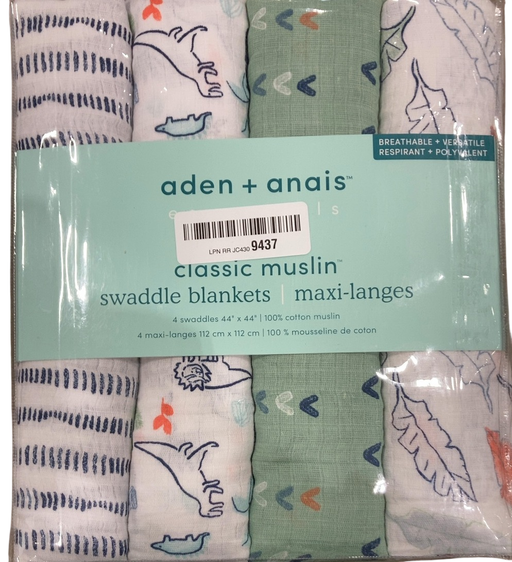 BREATHABLE + VERSATILE
RESPIRANT + POLYVALENT
aden + anais™
LPN RR JC430 9437
classic muslin™
swaddle blankets | maxi-langes
4 swaddles 44" x 44" | 100% cotton muslin
4 maxi-langes 112 cm x 112 cm | 100 % mousseline de coton